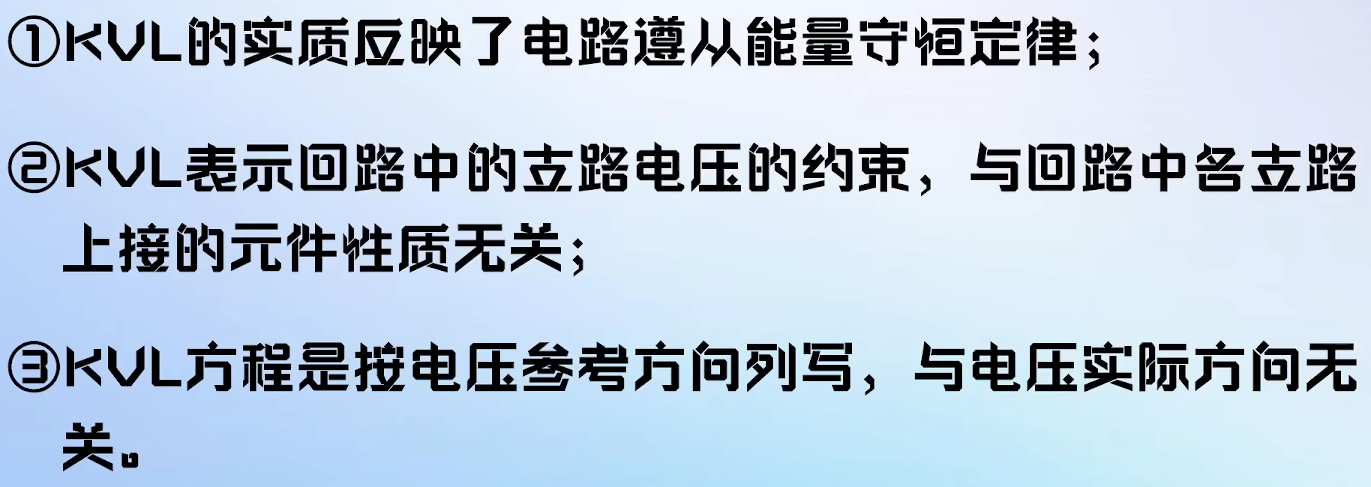 ①KVL的实质反映了电路遵从能量守恒定律；
②KVL表示回路中的支路电压的约束，与回路中各支路
上接的元件性质无关；
③KVL方程是按电压参考方向列写，与电压实际方向无
关。